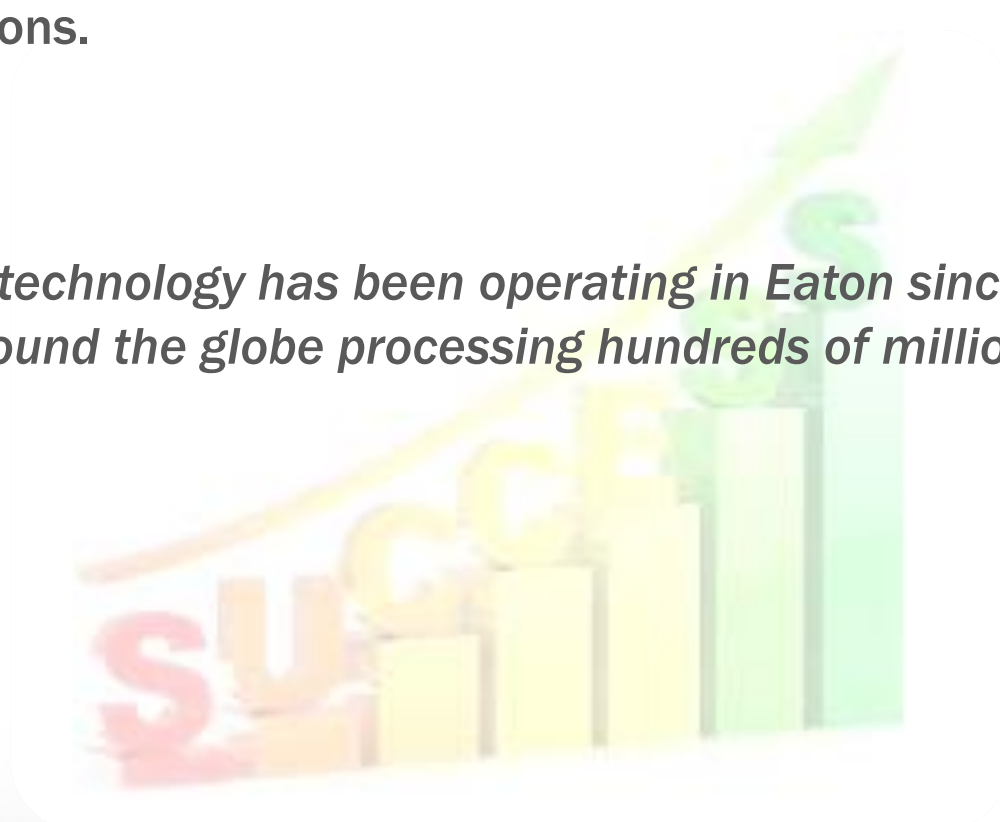 ons.
technology has been operating in Eaton sinc
ound the globe processing hundreds of millio
SUCCESS